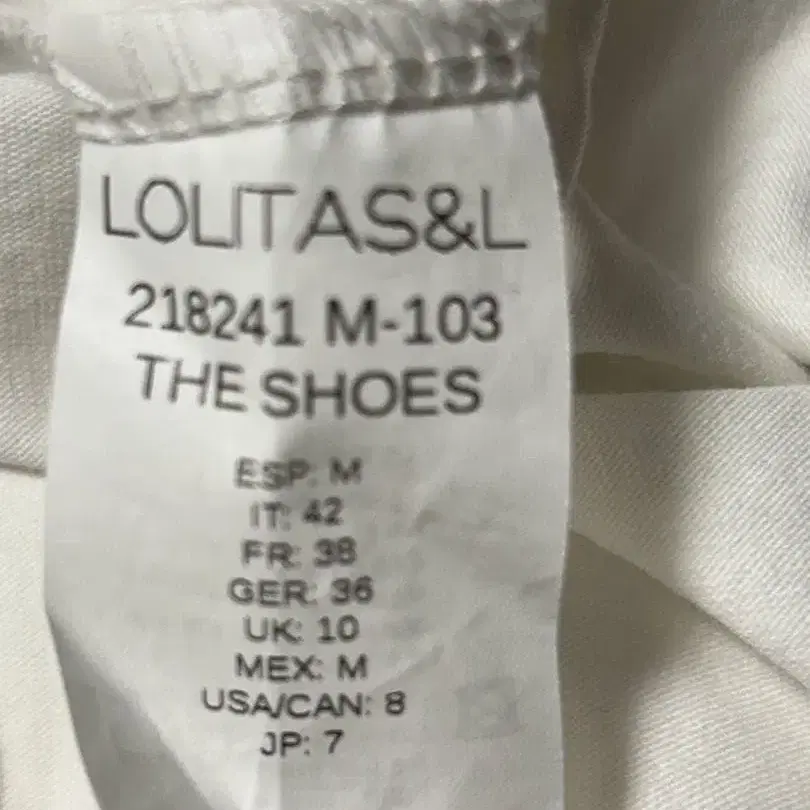 LOLITAS&L
218241 M-103
THE SHOES
ESP: M
IT: 42
FR: 38
GER: 36
UK: 10
MEX: M
USA/CAN: 8
JP: 7